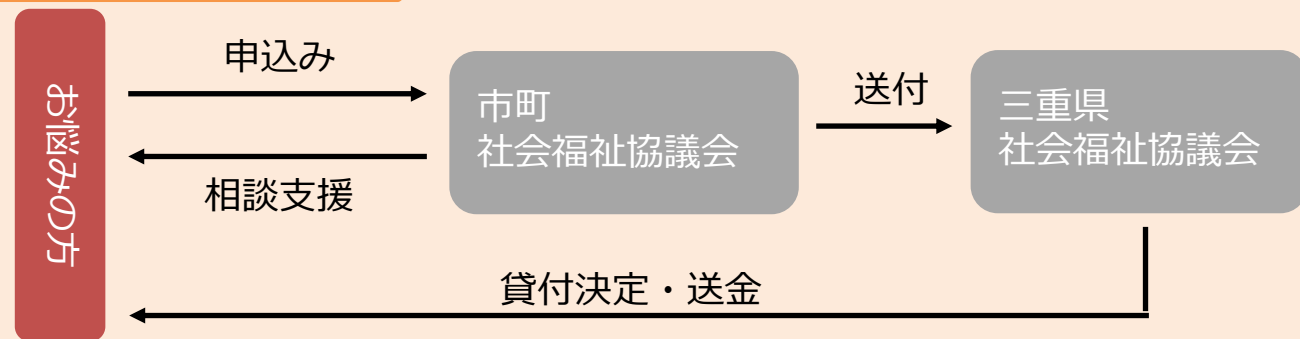 お悩みの方
申込み
相談支援
市町
社会福祉協議会
送付
三重県
社会福祉協議会
貸付決定・送金